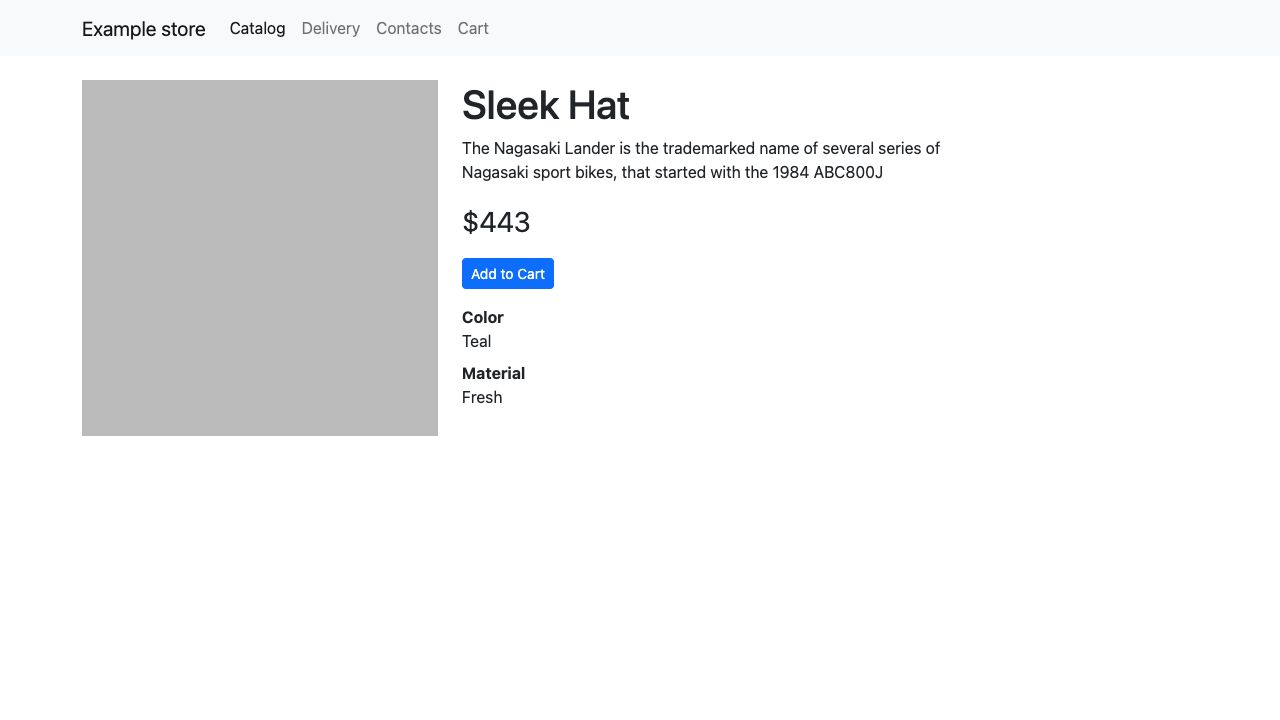 Example store Catalog Delivery Contacts Cart
Sleek Hat
The Nagasaki Lander is the trademarked name of several series of
Nagasaki sport bikes, that started with the 1984 ABC800J
$443
Add to Cart
Color
Teal
Material
Fresh